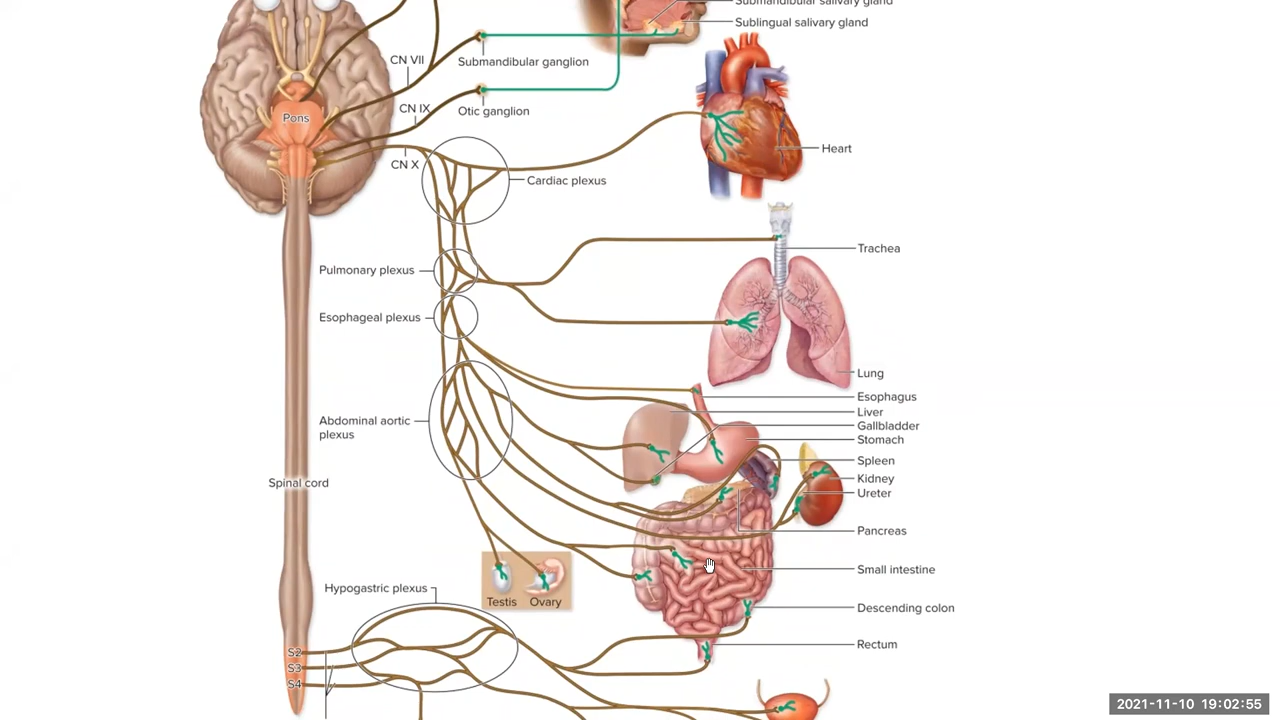 Submandibular salivary gland
Sublingual salivary gland
CN VII
Submandibular ganglion
CN IX
Otic ganglion
Pons
Heart
CN X
Cardiac plexus
Trachea
Pulmonary plexus
Esophageal plexus
Lung
Esophagus
Liver
Abdominal aortic
plexus
Gallbladder
Stomach
Spleen
Kidney
Spinal cord
Ureter
Pancreas
Small intestine
Hypogastric plexus
Testis Ovary
Descending colon
Rectum
S2
S3
S4
2021-11-10 19:02:55